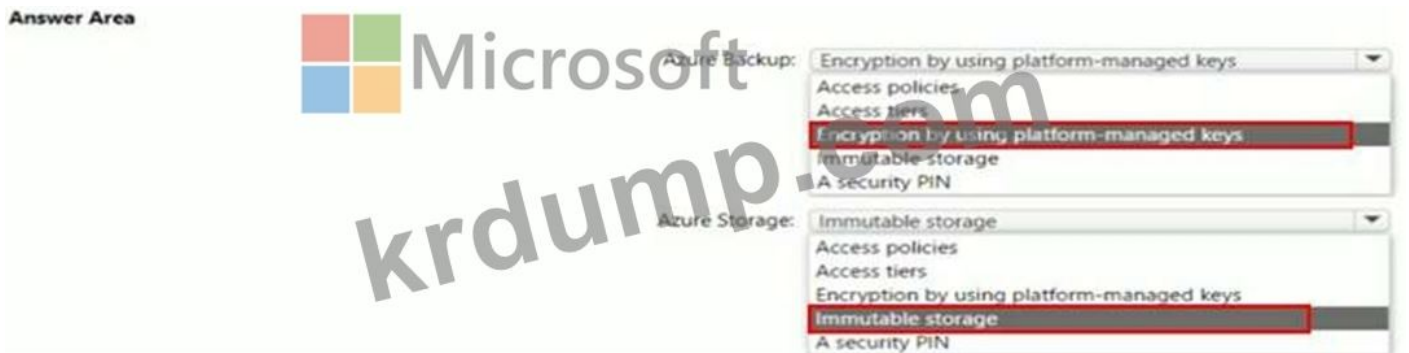 Answer Area
Microsoft
Azure Backup: Encryption by using platform-managed keys
Access policies
Access tiers
Encryption by using platform-managed keys
Immutable storage
A security PIN
krdump.com
Azure Storage: Immutable storage
Access policies
Access tiers
Encryption by using platform-managed keys
Immutable storage
A security PIN